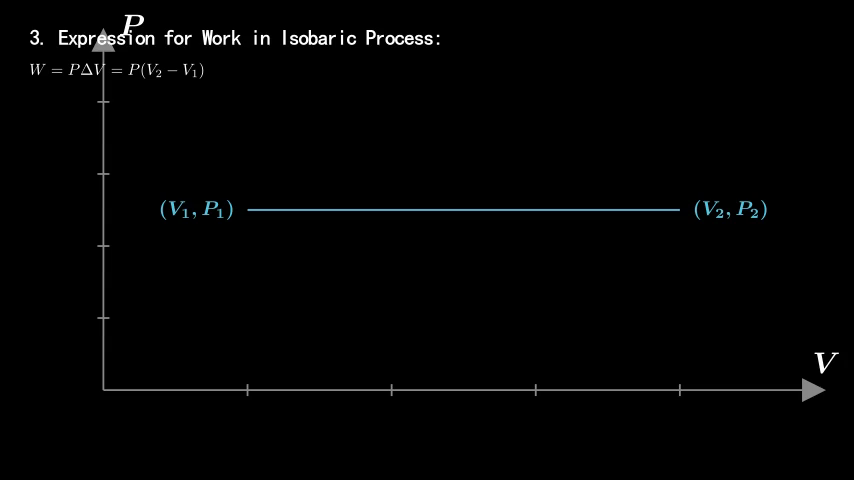 P
3. Expression for Work in Isobaric Process:
W = PΔV = P(V₂ − V₁)
(V₁, P₁) (V₂, P₂)
V